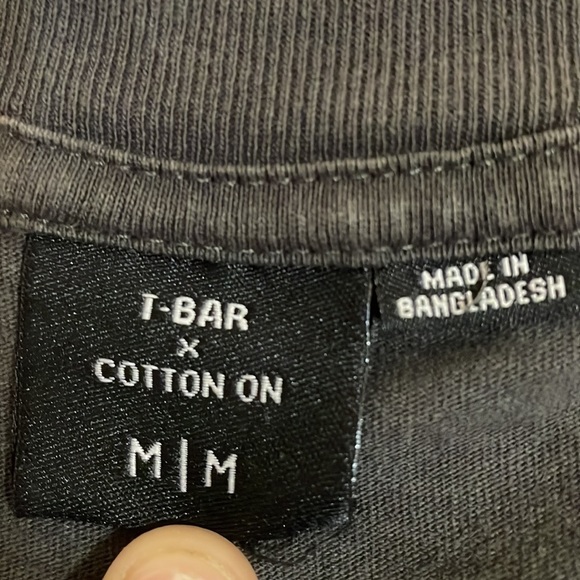 T-BAR
X
COTTON ON
M|M
MADE IN
BANGLADESH